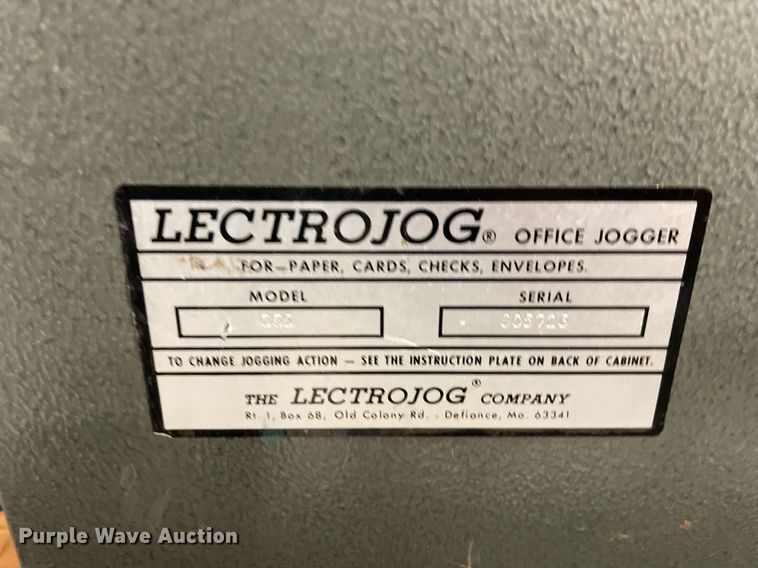 LECTROJOG® OFFICE JOGGER
FOR—PAPER, CARDS, CHECKS, ENVELOPES.
MODEL SERIAL
TO CHANGE JOGGING ACTION — SEE THE INSTRUCTION PLATE ON BACK OF CABINET.
THE LECTROJOG® COMPANY
Rt. 1, Box 68, Old Colony Rd. - Defiance, Mo. 63341
Purple Wave Auction